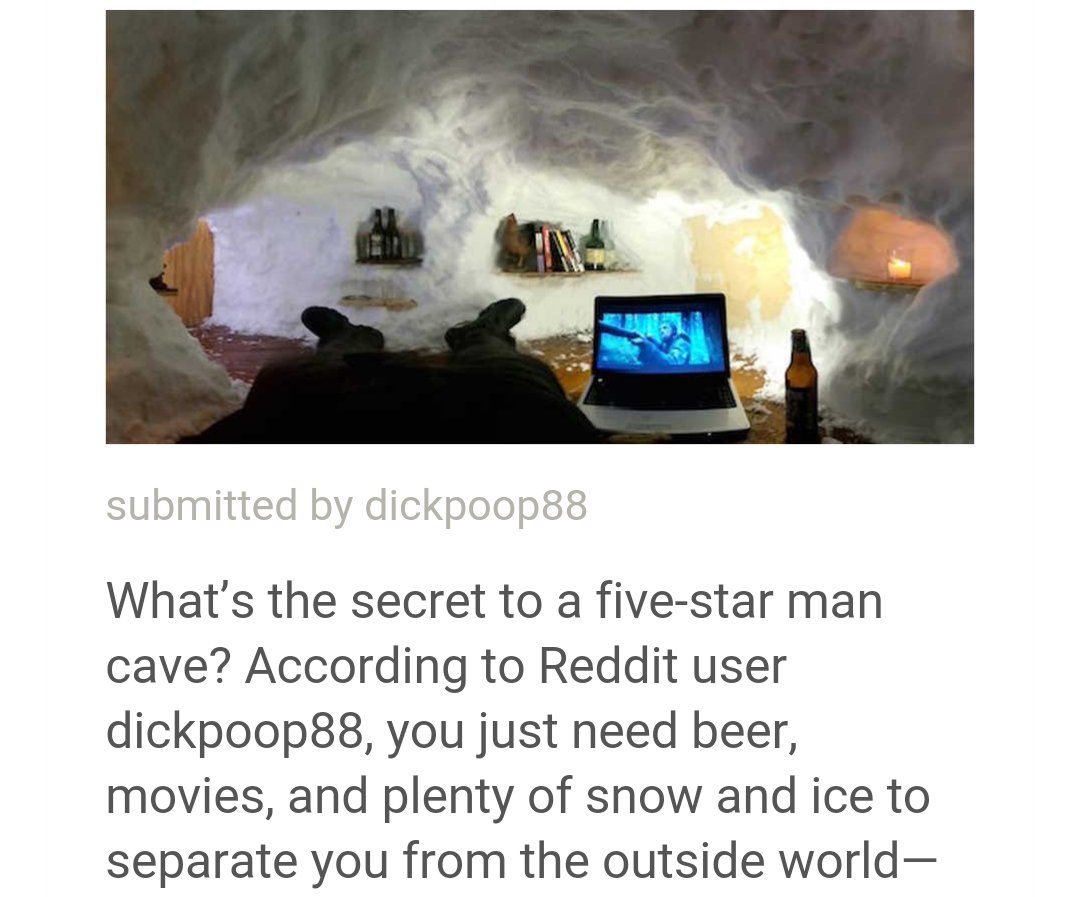 submitted by dickpoop88
What’s the secret to a five-star man
cave? According to Reddit user
dickpoop88, you just need beer,
movies, and plenty of snow and ice to
separate you from the outside world—